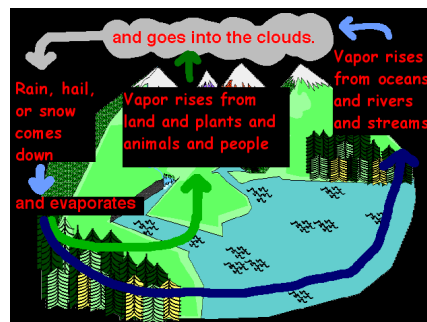 and goes into the clouds.
Rain, hail,
or snow
comes
down
and evaporates
Vapor rises from
land and plants and
animals and people
Vapor rises
from oceans
and rivers
and streams